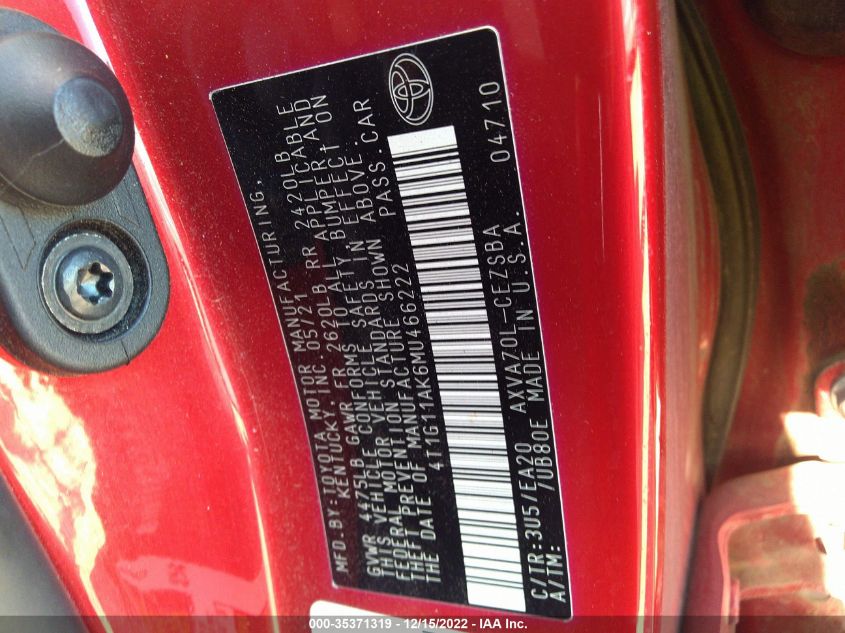 MFD.BY:TOYOTA MOTOR MANUFACTURING,
KENTUCKY, INC. 05/21
GVWR 4475LB GAWR FR 2620LB RR 2420LB
THIS VEHICLE CONFORMS TO ALL APPLICABLE
FEDERAL MOTOR VEHICLE SAFETY, BUMPER, AND
THEFT PREVENTION STANDARDS IN EFFECT ON
THE DATE OF MANUFACTURE SHOWN ABOVE.
4T1G11AK6MU466222 PASS.CAR
C/TR:3U5/EA20 AXVA70L-CEZSBA 04710
A/TM: /UB80E MADE IN U.S.A.
000-35371319 - 12/15/2022 - IAA Inc.